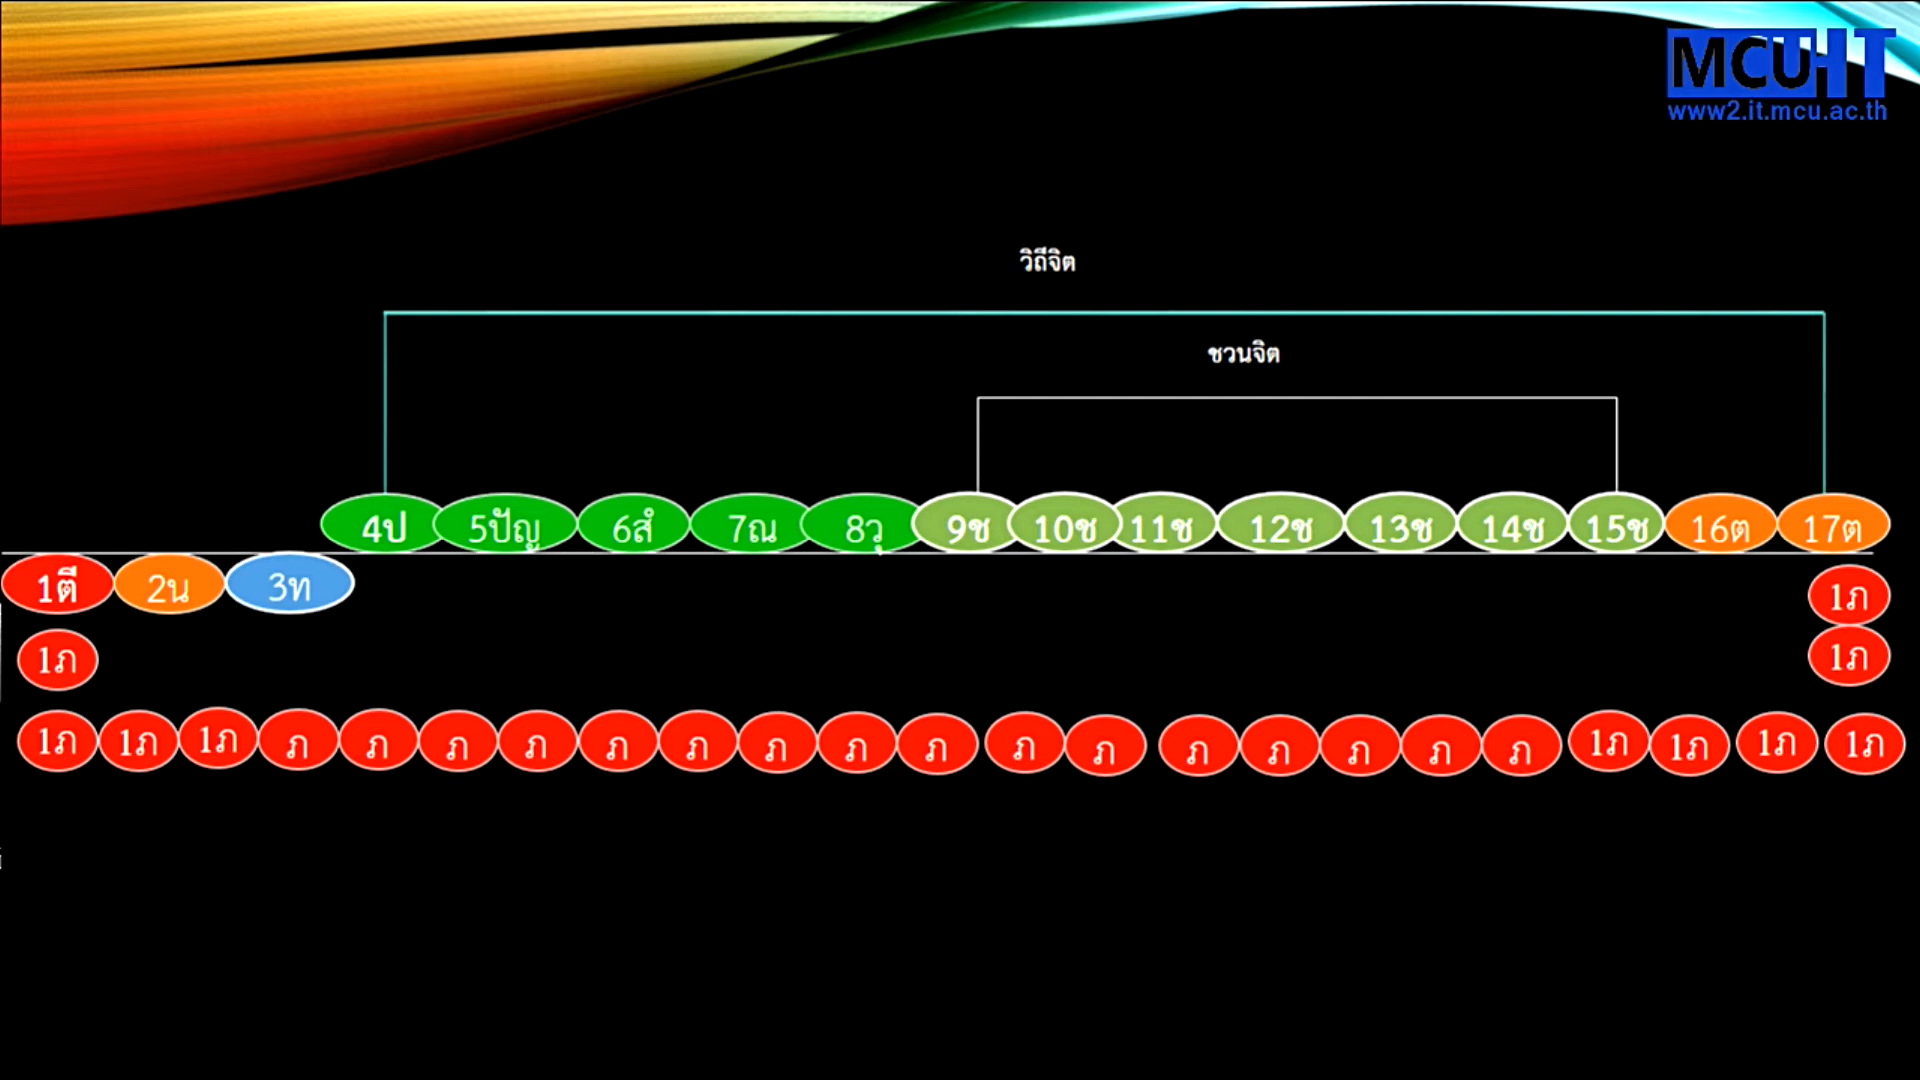 MCU-IT
www2.it.mcu.ac.th
วิถีจิต
ชวนจิต
4ป 5ปัญ 6สํ 7ณ 8วุ 9ช 10ช 11ช 12ช 13ช 14ช 15ช 16ต 17ต
1ตี 2น 3ท 1ภ
1ภ 1ภ
1ภ 1ภ 1ภ ภ ภ ภ ภ ภ ภ ภ ภ ภ ภ ภ ภ ภ ภ ภ ภ 1ภ 1ภ 1ภ 1ภ